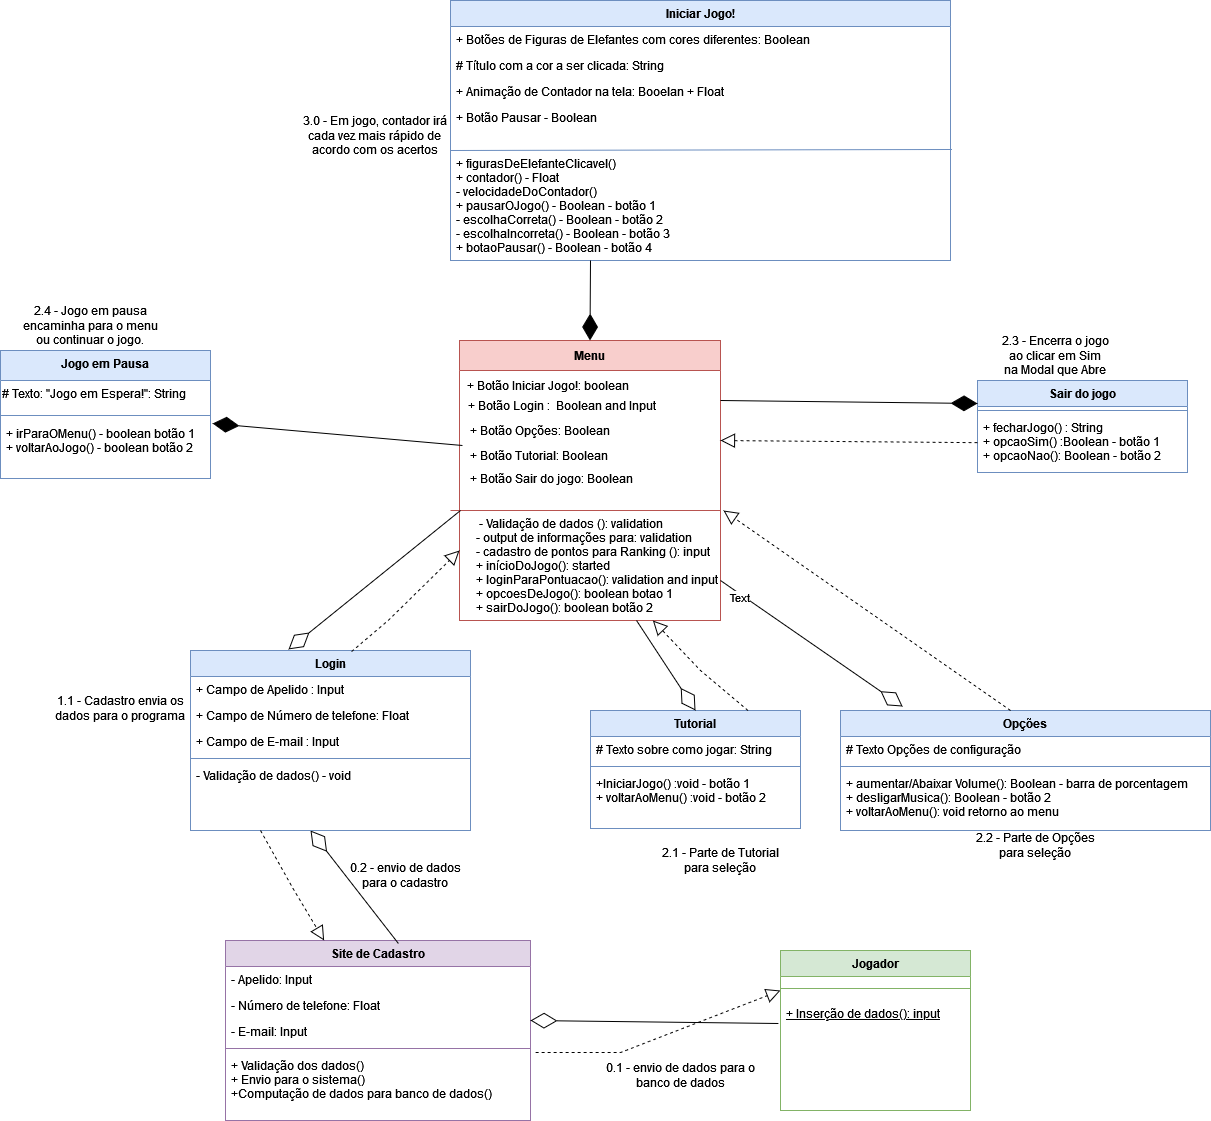 Iniciar Jogo!
+ Botões de Figuras de Elefantes com cores diferentes: Boolean
# Título com a cor a ser clicada: String
+ Animação de Contador na tela: Booelan + Float
+ Botão Pausar - Boolean
+ figurasDeElefanteClicavel()
+ contador() - Float
- velocidadeDoContador()
+ pausarOJogo() - Boolean - botão 1
- escolhaCorreta() - Boolean - botão 2
- escolhaIncorreta() - Boolean - botão 3
+ botaoPausar() - Boolean - botão 4
3.0 - Em jogo, contador irá
cada vez mais rápido de
acordo com os acertos
2.4 - Jogo em pausa
encaminha para o menu
ou continuar o jogo.
Jogo em Pausa
# Texto: "Jogo em Espera!": String
+ irParaOMenu() - boolean botão 1
+ voltarAoJogo() - boolean botão 2
Menu
+ Botão Iniciar Jogo!: boolean
+ Botão Login :  Boolean and Input
+ Botão Opções: Boolean
+ Botão Tutorial: Boolean
+ Botão Sair do jogo: Boolean
- Validação de dados (): validation
- output de informações para: validation
- cadastro de pontos para Ranking (): input
+ inícioDoJogo(): started
+ loginParaPontuacao(): validation and input
+ opcoesDeJogo(): boolean botao 1
+ sairDoJogo(): boolean botão 2
2.3 - Encerra o jogo
ao clicar em Sim
na Modal que Abre
Sair do jogo
+ fecharJogo() : String
+ opcaoSim() :Boolean - botão 1
+ opcaoNao(): Boolean - botão 2
Text
1.1 - Cadastro envia os
dados para o programa
Login
+ Campo de Apelido : Input
+ Campo de Número de telefone: Float
+ Campo de E-mail : Input
- Validação de dados() - void
Tutorial
# Texto sobre como jogar: String
+IniciarJogo() :void - botão 1
+ voltarAoMenu() :void - botão 2
2.1 - Parte de Tutorial
para seleção
Opções
# Texto Opções de configuração
+ aumentar/Abaixar Volume(): Boolean - barra de porcentagem
+ desligarMusica(): Boolean - botão 2
+ voltarAoMenu(): void retorno ao menu
2.2 - Parte de Opções
para seleção
0.2 - envio de dados
para o cadastro
Site de Cadastro
- Apelido: Input
- Número de telefone: Float
- E-mail: Input
+ Validação dos dados()
+ Envio para o sistema()
+Computação de dados para banco de dados()
0.1 - envio de dados para o
banco de dados
Jogador
+ Inserção de dados(): input